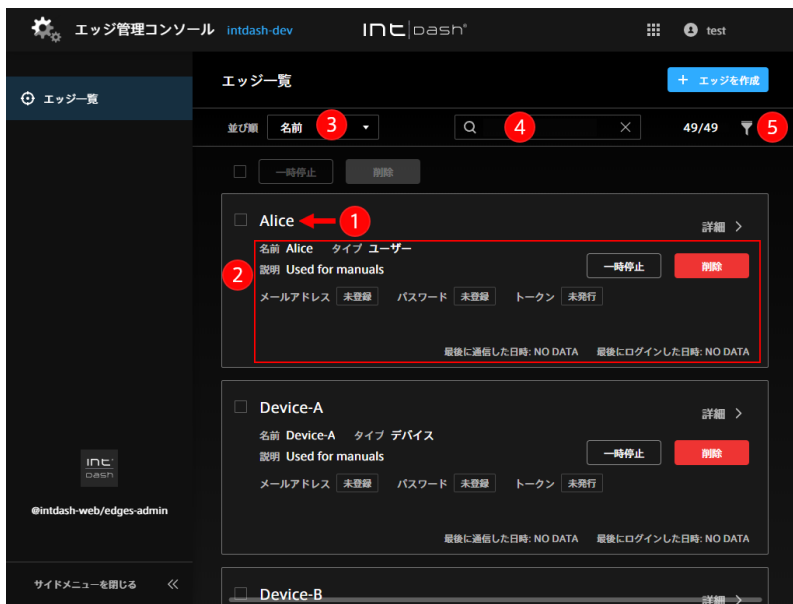 エッジ管理コンソール intdash-dev INT|DASH test
エッジ一覧
エッジ一覧 + エッジを作成
並び順 名前 3 4 49/49 5
一時停止 削除
Alice 1 詳細
名前 Alice タイプ ユーザー
2 説明 Used for manuals 一時停止 削除
メールアドレス 未登録 パスワード 未登録 トークン 未発行
最後に通信した日時: NO DATA 最後にログインした日時: NO DATA
Device-A 詳細
名前 Device-A タイプ デバイス
説明 Used for manuals 一時停止 削除
メールアドレス 未登録 パスワード 未登録 トークン 未発行
最後に通信した日時: NO DATA 最後にログインした日時: NO DATA
Device-B 詳細
INT
DASH
@intdash-web/edges-admin
サイドメニューを閉じる